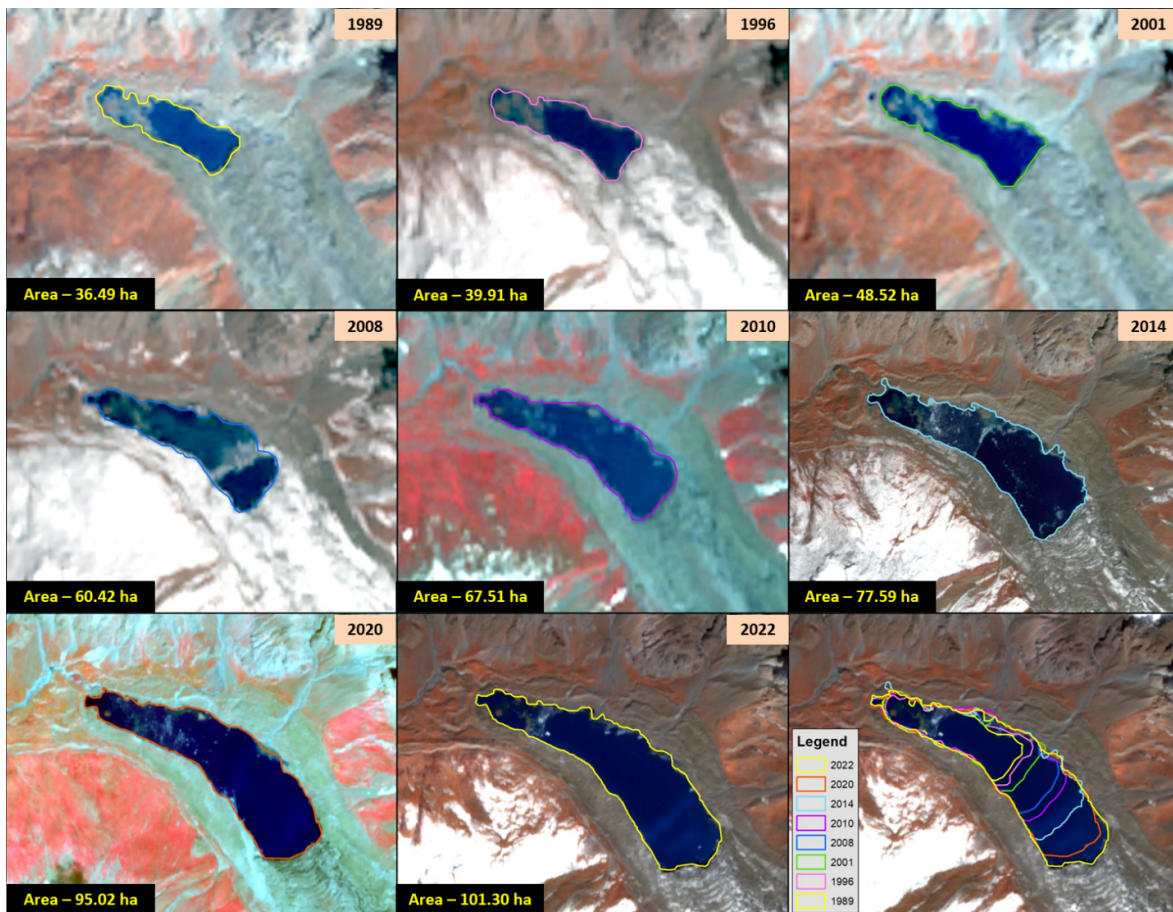 1989
1996
2001
Area – 36.49 ha
Area – 39.91 ha
Area – 48.52 ha
2008
2010
2014
Area – 60.42 ha
Area – 67.51 ha
Area – 77.59 ha
2020
2022
Legend
2022
2020
2014
2010
2008
2001
1996
1989
Area – 95.02 ha
Area – 101.30 ha